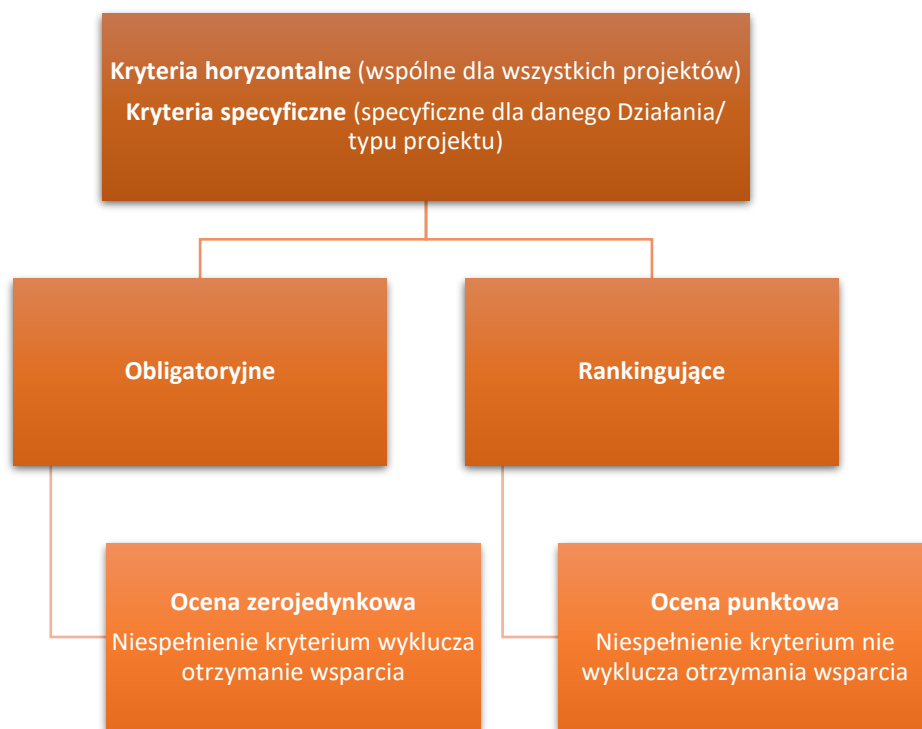 Kryteria horyzontalne (wspólne dla wszystkich projektów)
Kryteria specyficzne (specyficzne dla danego Działania/
typu projektu)
Obligatoryjne
Rankingujące
Ocena zerojedynkowa
Niespełnienie kryterium wyklucza
otrzymanie wsparcia
Ocena punktowa
Niespełnienie kryterium nie
wyklucza otrzymania wsparcia